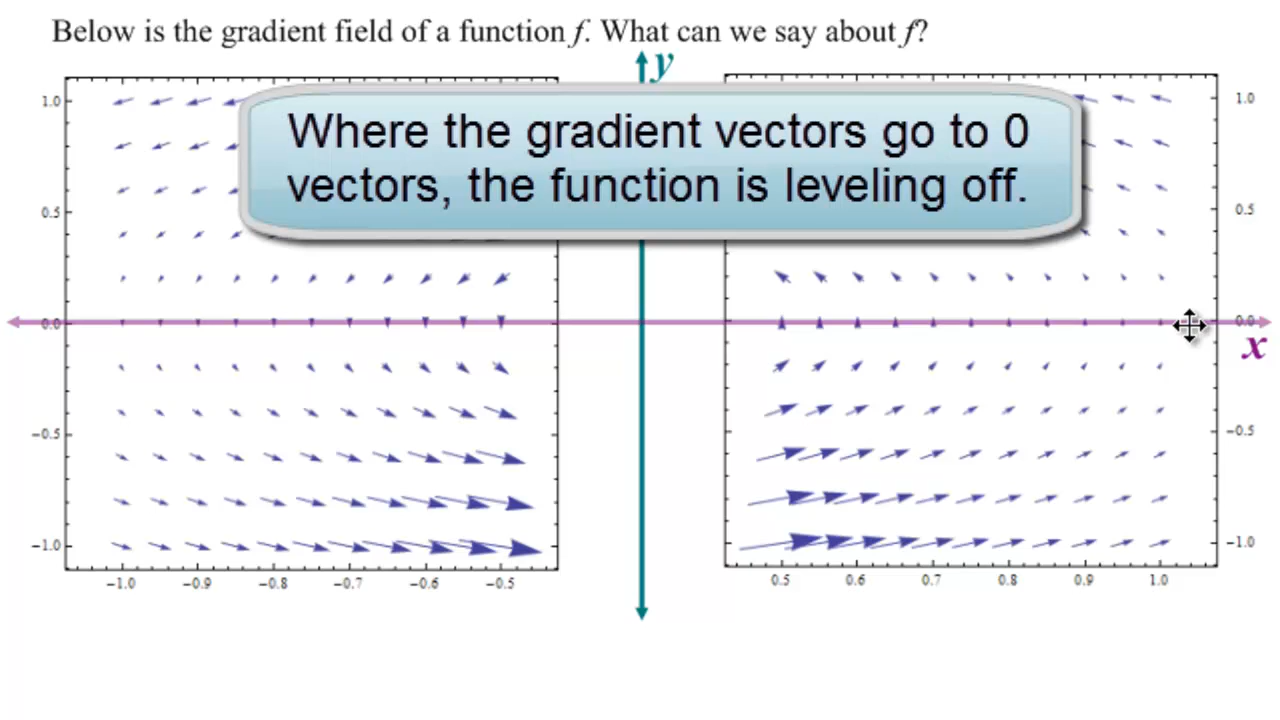 Below is the gradient field of a function f. What can we say about f?
y
Where the gradient vectors go to 0
vectors, the function is leveling off.
1.0
0.5
0.0
−0.5
−1.0
−1.0 −0.9 −0.8 −0.7 −0.6 −0.5
1.0
0.5
0.0
x
−0.5
−1.0
0.5 0.6 0.7 0.8 0.9 1.0